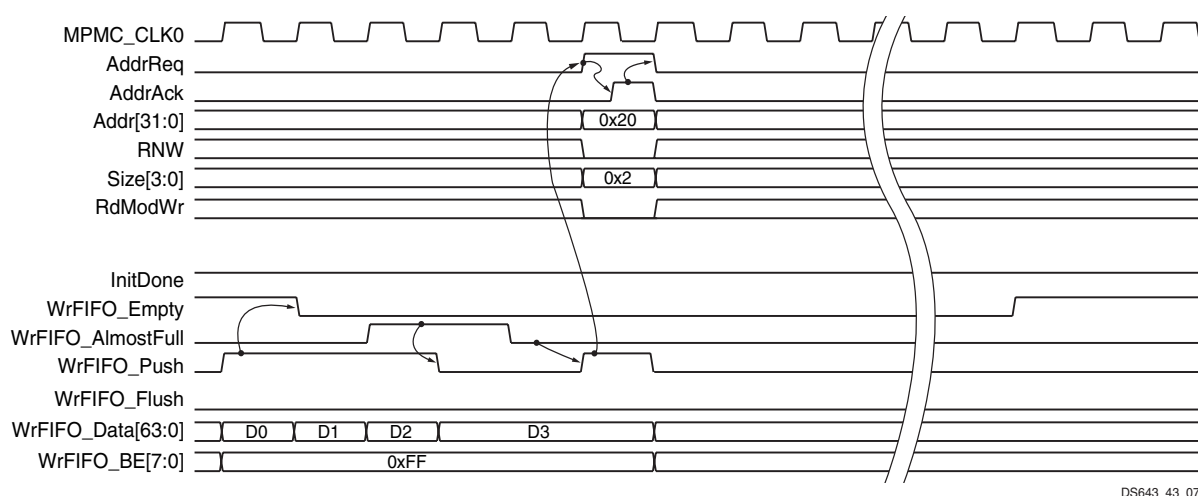 MPMC_CLK0
AddrReq
AddrAck
Addr[31:0] 0x20
RNW
Size[3:0] 0x2
RdModWr
InitDone
WrFIFO_Empty
WrFIFO_AlmostFull
WrFIFO_Push
WrFIFO_Flush
WrFIFO_Data[63:0] D0 D1 D2 D3
WrFIFO_BE[7:0] 0xFF